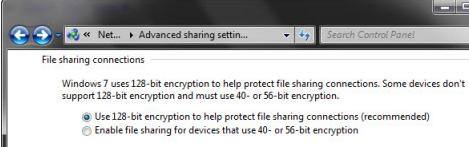 « Net... ▸ Advanced sharing settin...
Search Control Panel
File sharing connections
Windows 7 uses 128-bit encryption to help protect file sharing connections. Some devices don't
support 128-bit encryption and must use 40- or 56-bit encryption.
Use 128-bit encryption to help protect file sharing connections (recommended)
Enable file sharing for devices that use 40- or 56-bit encryption